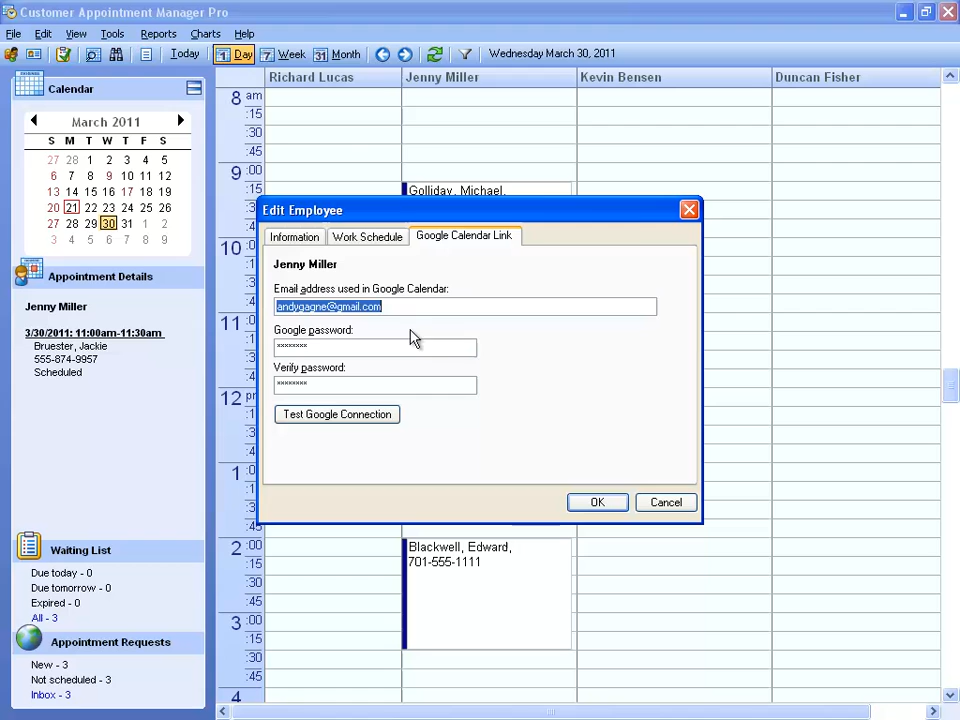 Customer Appointment Manager Pro
File Edit View Tools Reports Charts Help
Today 1 Day 7 Week 31 Month Wednesday March 30, 2011
Calendar
March 2011
S M T W T F S
27 28 1 2 3 4 5
6 7 8 9 10 11 12
13 14 15 16 17 18 19
20 21 22 23 24 25 26
27 28 29 30 31 1 2
3 4 5 6 7 8 9
Appointment Details
Jenny Miller
3/30/2011: 11:00am-11:30am
Bruester, Jackie
555-874-9957
Scheduled
Waiting List
Due today - 0
Due tomorrow - 0
Expired - 0
All - 3
Appointment Requests
New - 3
Not scheduled - 3
Inbox - 3
Richard Lucas Jenny Miller Kevin Bensen Duncan Fisher
8 am
:15
:30
:45
9 :00
:15
Golliday, Michael,
:30
10
11
12 pm
1
:45
2 :00
:15
:30
:45
3 :00
:15
:30
:45
4
Blackwell, Edward,
701-555-1111
Edit Employee
Information Work Schedule Google Calendar Link
Jenny Miller
Email address used in Google Calendar:
andygagne@gmail.com
Google password:
********
Verify password:
********
Test Google Connection
OK Cancel